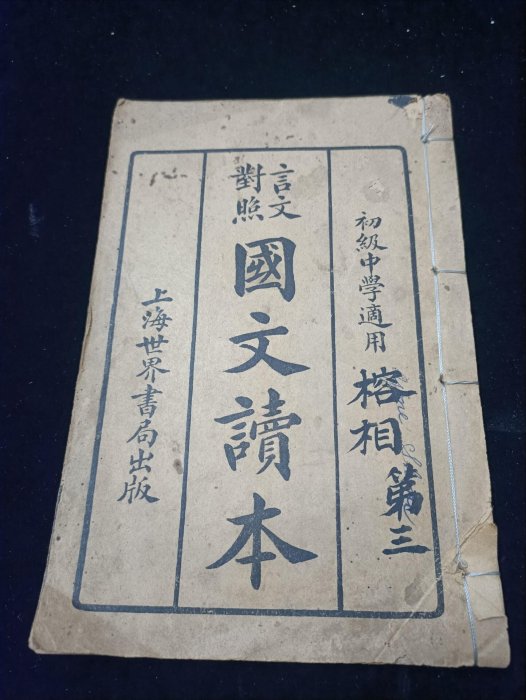 初級中學適用
榕相
第三
言文
對照
國文讀本
上海世界書局出版